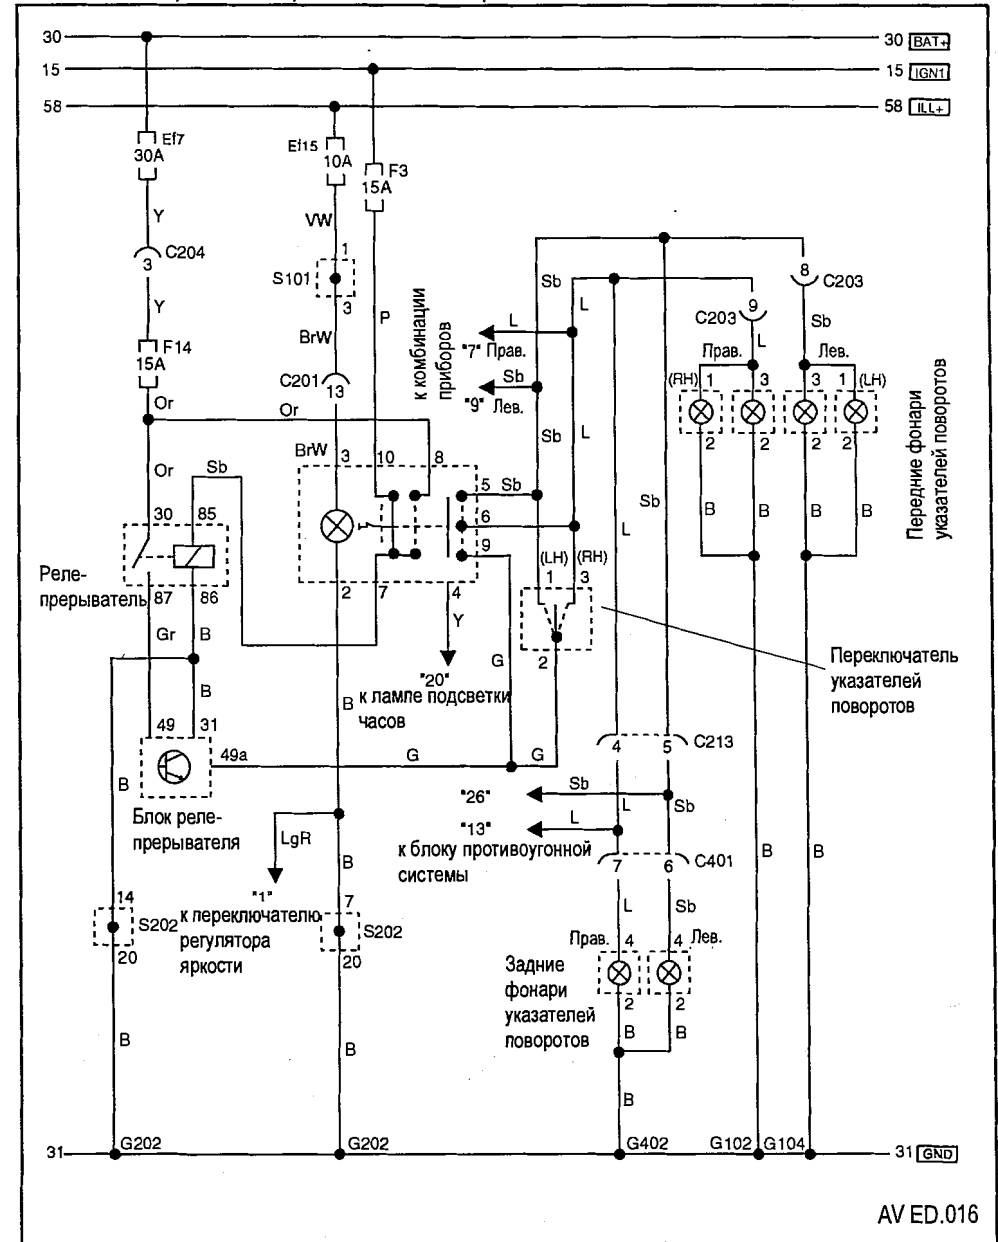 30
30 BAT+
15
15 IGN1
58
58 ILL+
Ef7
30A
Ef15
10A
F3
15A
Y
VW
C204
3
1
S101
3
Y
P
BrW
F14
15A
C201
13
Or
Or
BrW
3
10
8
Or
Sb
30
85
Реле-
прерыватель
87
86
Gr
B
B
5
Sb
6
9
2
7
4
Y
"20"
к лампе подсветки
часов
к комбинации
приборов
L
"7" Прав.
Sb
"9" Лев.
Sb
L
Sb
L
8
C203
9
C203
Sb
L
Прав.
Лев.
(RH)
1
3
3
1
(LH)
2
2
2
2
B
B
B
B
Передние фонари
указателей поворотов
Sb
L
(LH)
(RH)
1
3
2
Переключатель
указателей
поворотов
G
49
31
49a
G
G
B
B
Блок реле-
прерывателя
4
5
C213
"26"
Sb
L
Sb
"13"
L
к блоку противоугонной
системы
7
6
C401
LgR
B
"1"
к переключателю
регулятора
яркости
14
S202
20
7
S202
20
L
Sb
Прав.
4
4
Лев.
2
2
Задние
фонари
указателей
поворотов
B
B
B
B
B
B
B
31
G202
G202
G402
G102
G104
31 GND
AV ED.016